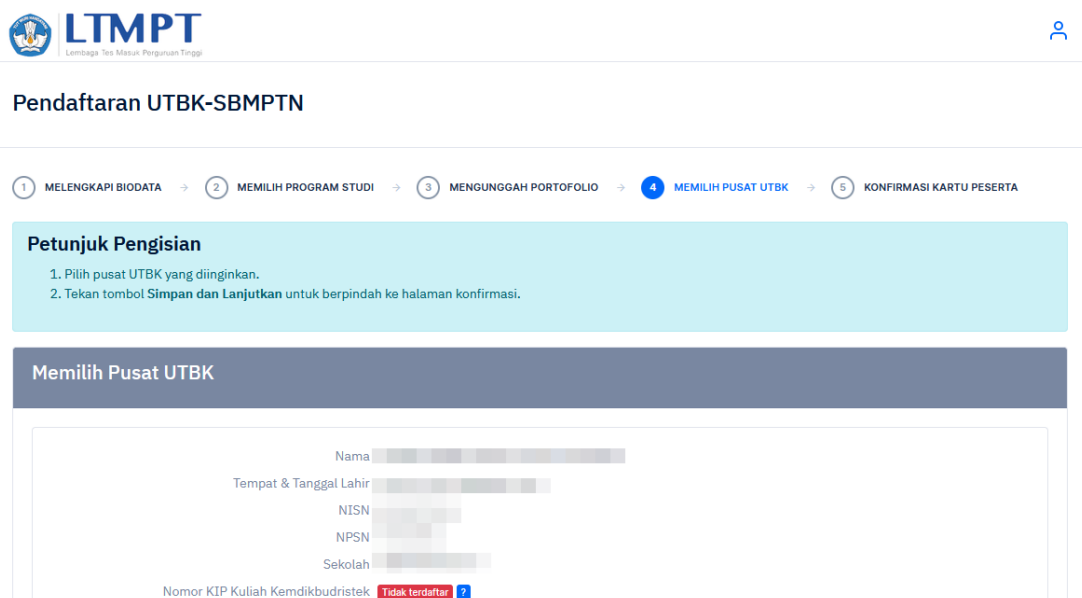 LTMPT
Lembaga Tes Masuk Perguruan Tinggi
Pendaftaran UTBK-SBMPTN
1 MELENGKAPI BIODATA → 2 MEMILIH PROGRAM STUDI → 3 MENGUNGGAH PORTOFOLIO → 4 MEMILIH PUSAT UTBK → 5 KONFIRMASI KARTU PESERTA
Petunjuk Pengisian
1. Pilih pusat UTBK yang diinginkan.
2. Tekan tombol Simpan dan Lanjutkan untuk berpindah ke halaman konfirmasi.
Memilih Pusat UTBK
Nama
Tempat & Tanggal Lahir
NISN
NPSN
Sekolah
Nomor KIP Kuliah Kemdikbudristek Tidak terdaftar ?